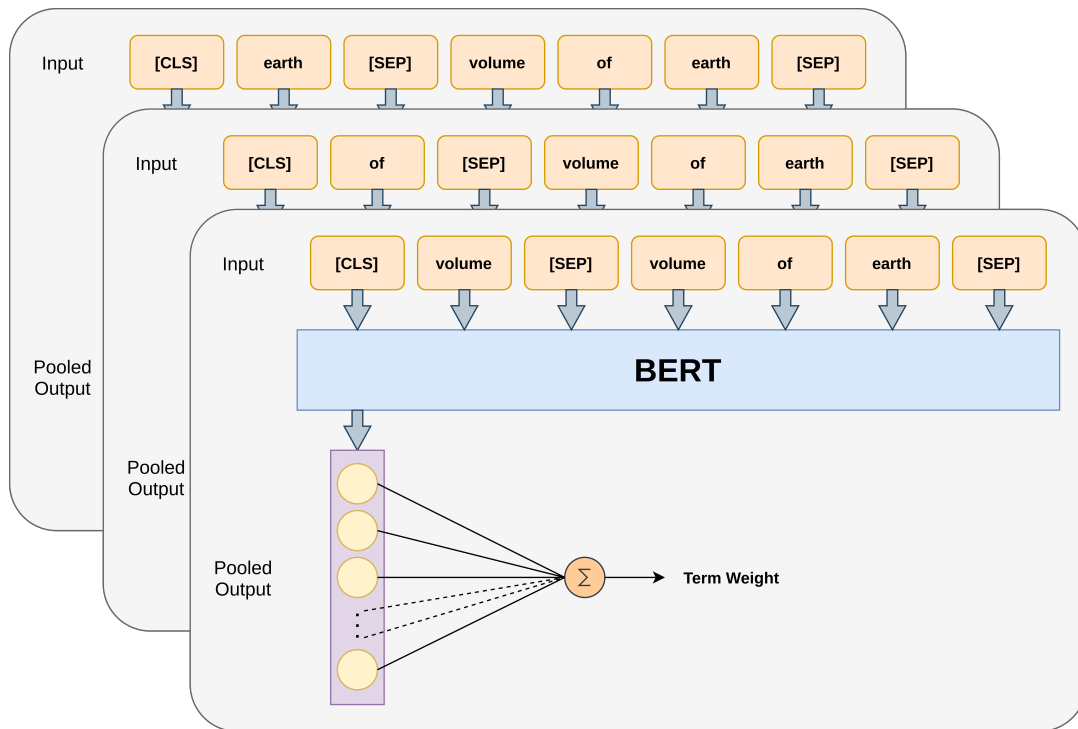 Input [CLS] earth [SEP] volume of earth [SEP]
Input [CLS] of [SEP] volume of earth [SEP]
Input [CLS] volume [SEP] volume of earth [SEP]
BERT
Pooled
Output
Pooled
Output
Pooled
Output
∑
Term Weight